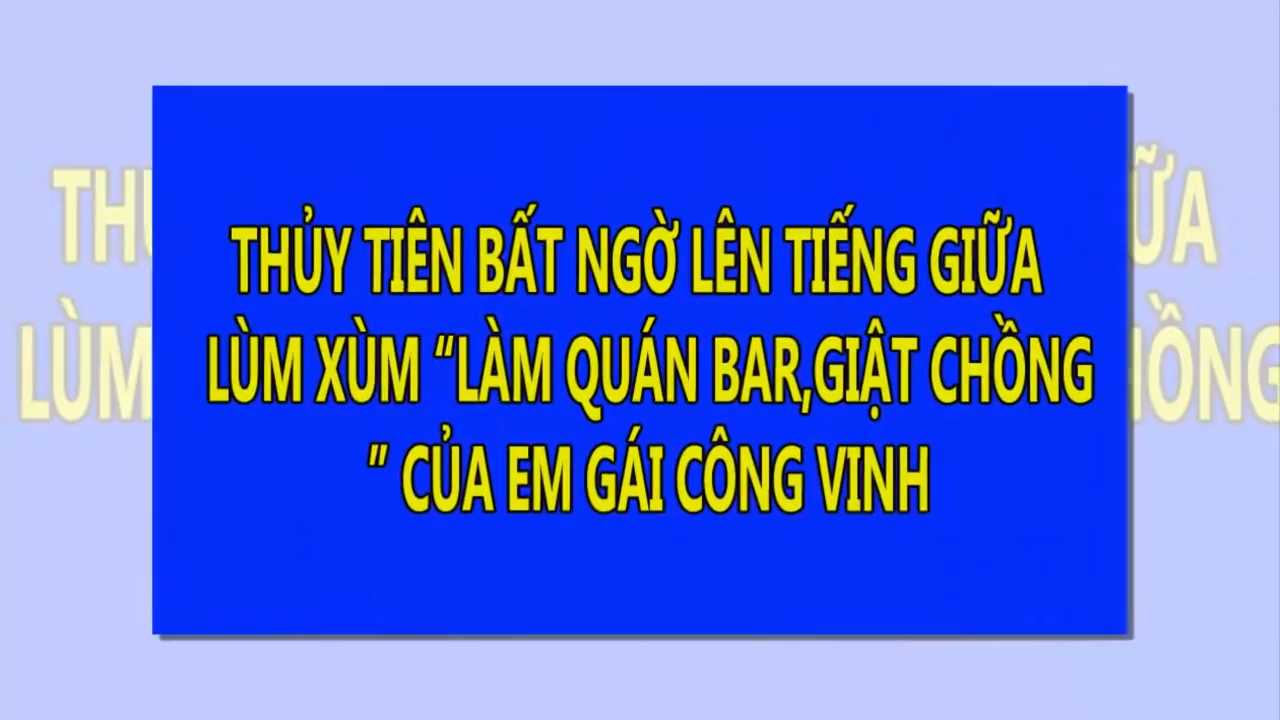 THỦY TIÊN BẤT NGỜ LÊN TIẾNG GIỮA
LÙM XÙM “LÀM QUÁN BAR,GIẬT CHỒNG
” CỦA EM GÁI CÔNG VINH